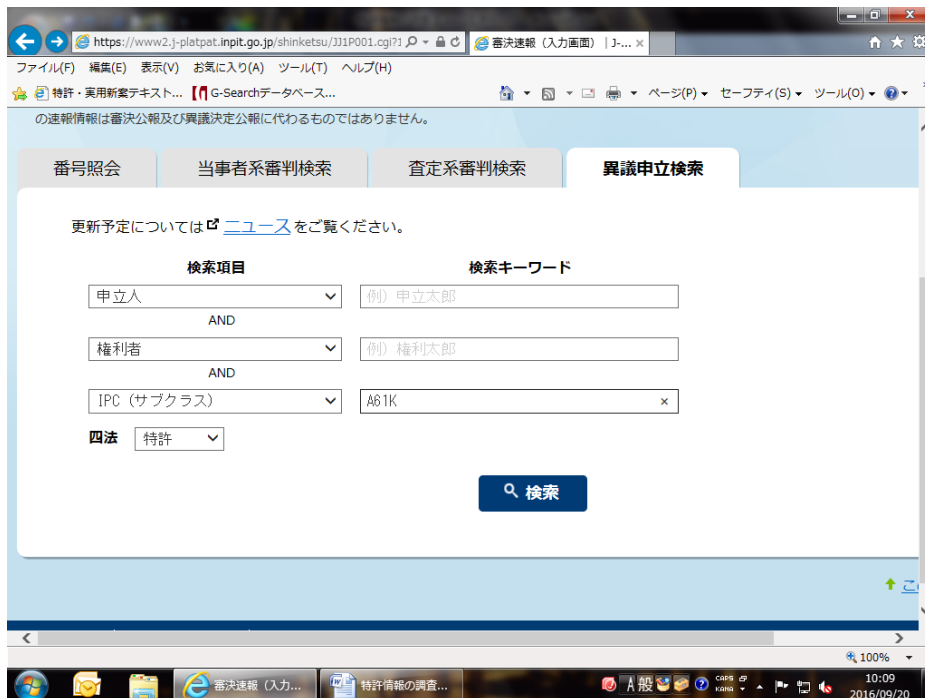 https://www2.j-platpat.inpit.go.jp/shinketsu/JJ1P001.cgi?1
審決速報（入力画面） | J-...
ファイル(F) 編集(E) 表示(V) お気に入り(A) ツール(T) ヘルプ(H)
特許・実用新案テキスト... G-Searchデータベース... ページ(P) セーフティ(S) ツール(O)
の速報情報は審決公報及び異議決定公報に代わるものではありません。
番号照会 当事者系審判検索 査定系審判検索 異議申立検索
更新予定については ニュース をご覧ください。
検索項目 検索キーワード
申立人 例）申立太郎
AND
権利者 例）権利太郎
AND
IPC（サブクラス） A61K ×
四法 特許
検索
100%
審決速報（入力... 特許情報の調査... A 般 CAPS KANA 10:09
2016/09/20